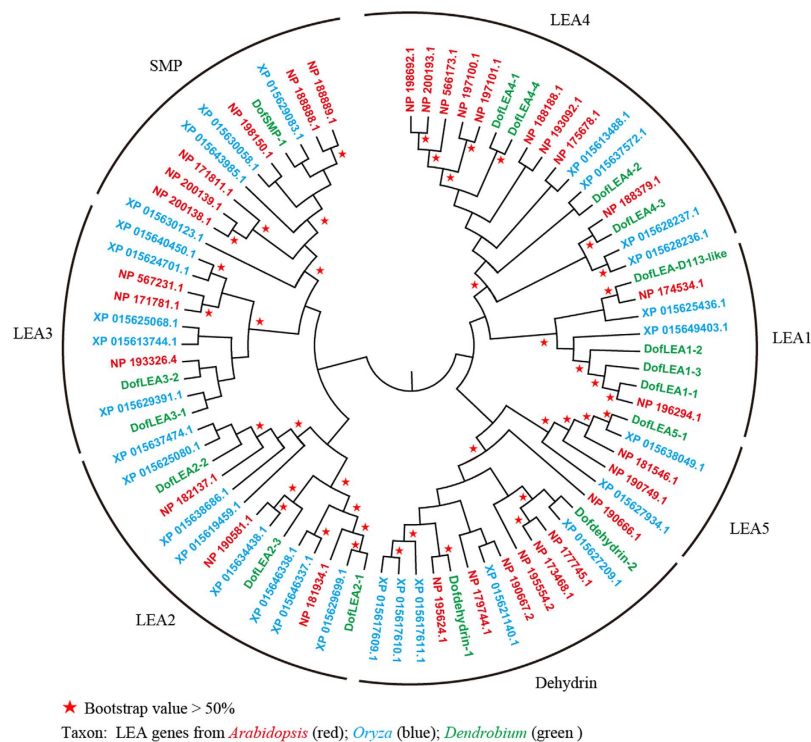 LEA4
NP 198692.1
NP 200193.1
NP 566173.1
NP 197100.1
NP 197101.1
DofLEA4-1
DofLEA4-4
NP 188188.1
NP 193092.1
NP 175678.1
XP 015613488.1
XP 015637572.1
DofLEA4-2
NP 188379.1
DofLEA4-3
XP 015628237.1
XP 015628236.1
LEA1
DofLEA-D113-like
NP 174534.1
XP 015625436.1
XP 015649403.1
DofLEA1-2
DofLEA1-3
DofLEA1-1
NP 196294.1
LEA5
DofLEA5-1
XP 015638049.1
NP 181546.1
NP 190749.1
XP 015627934.1
NP 190666.1
Dehydrin
Dofdehydrin-2
XP 015627209.1
NP 177745.1
NP 173468.1
NP 195554.2
NP 190667.2
XP 015621140.1
NP 179744.1
Dofdehydrin-1
NP 195624.1
XP 015617611.1
XP 015617610.1
XP 015617609.1
LEA2
DofLEA2-1
XP 015629699.1
NP 181934.1
XP 015646337.1
XP 015646338.1
DofLEA2-3
XP 015634438.1
NP 190581.1
XP 015619459.1
XP 015638686.1
NP 182137.1
DofLEA2-2
XP 015625080.1
XP 015637474.1
LEA3
DofLEA3-1
XP 015629391.1
DofLEA3-2
NP 193326.4
XP 015613744.1
XP 015625068.1
NP 171781.1
NP 567231.1
XP 015624701.1
XP 015640450.1
XP 015630123.1
SMP
NP 200138.1
NP 200139.1
NP 171811.1
XP 015643985.1
XP 015630058.1
NP 198150.1
DofSMP-1
XP 015629083.1
NP 188888.1
NP 188889.1
★ Bootstrap value > 50%
Taxon: LEA genes from Arabidopsis (red); Oryza (blue); Dendrobium (green )